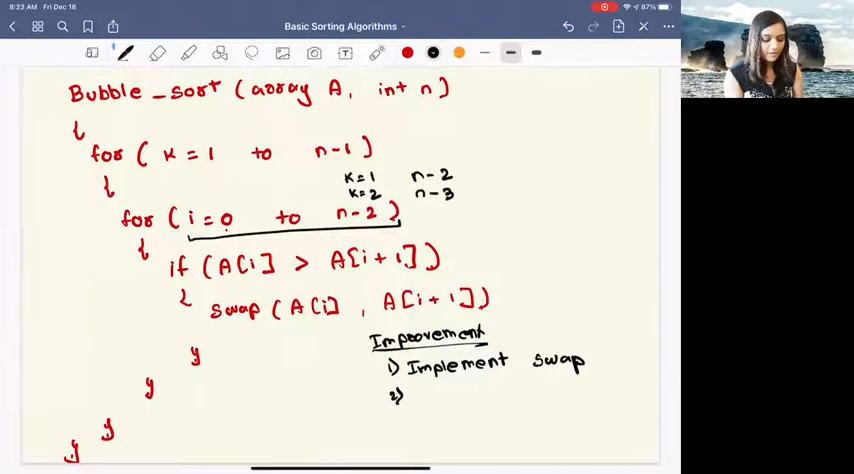 8:23 AM Fri Dec 18
87%
Basic Sorting Algorithms
Bubble_sort (array A, int n)
{
for ( k = 1 to n-1 )
{
k=1 n-2
k=2 n-3
for ( i = 0 to n-2 )
{
if (A[i] > A[i+1])
{
swap (A[i], A[i+1])
Improvement
}
1) Implement swap
}
2)
}
}